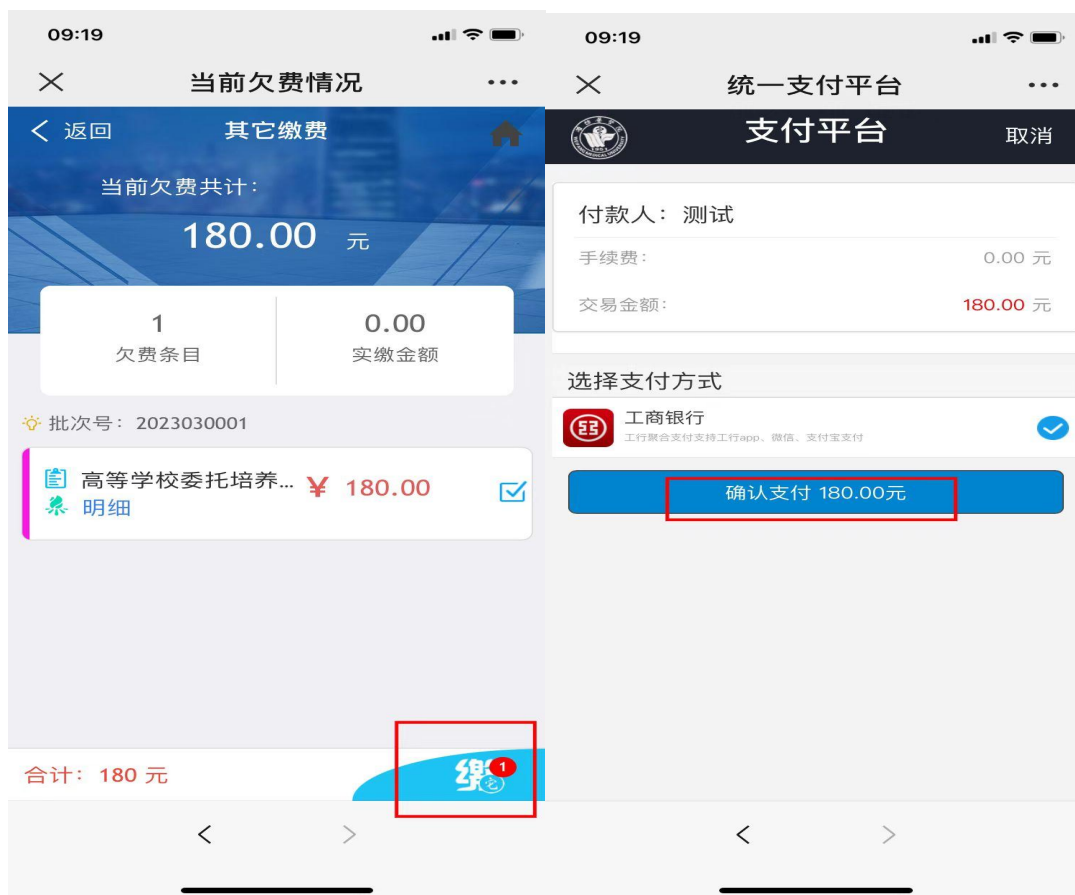 09:19
当前欠费情况
返回
其它缴费
当前欠费共计:
180.00 元
1
欠费条目
0.00
实缴金额
批次号: 2023030001
高等学校委托培养... ¥ 180.00
明细
合计: 180 元
缴
1
宅
09:19
统一支付平台
支付平台
取消
付款人: 测试
手续费:
0.00 元
交易金额:
180.00 元
选择支付方式
工商银行
工行聚合支付支持工行app、微信、支付宝支付
确认支付 180.00元